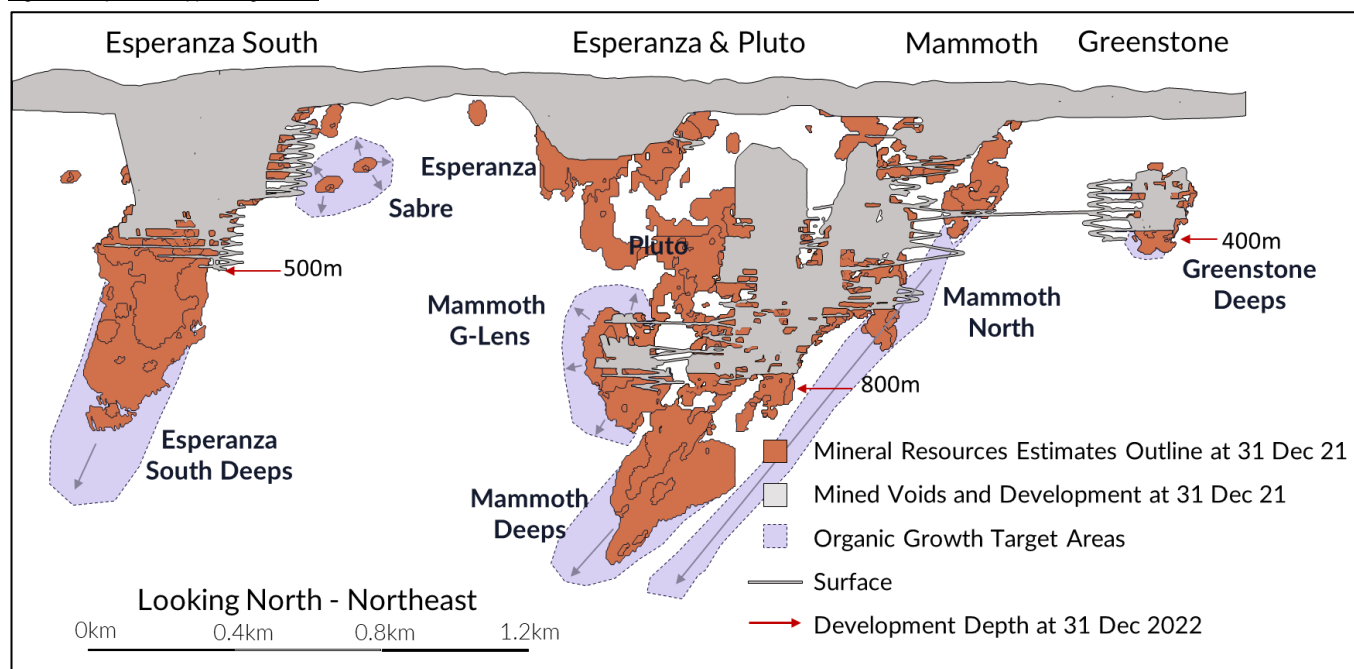 Esperanza South
Esperanza & Pluto
Mammoth
Greenstone
Esperanza
Sabre
Pluto
500m
400m
Greenstone
Deeps
Mammoth
G-Lens
Mammoth
North
800m
Esperanza
South Deeps
Mammoth
Deeps
Mineral Resources Estimates Outline at 31 Dec 21
Mined Voids and Development at 31 Dec 21
Organic Growth Target Areas
Surface
Development Depth at 31 Dec 2022
Looking North - Northeast
0km 0.4km 0.8km 1.2km